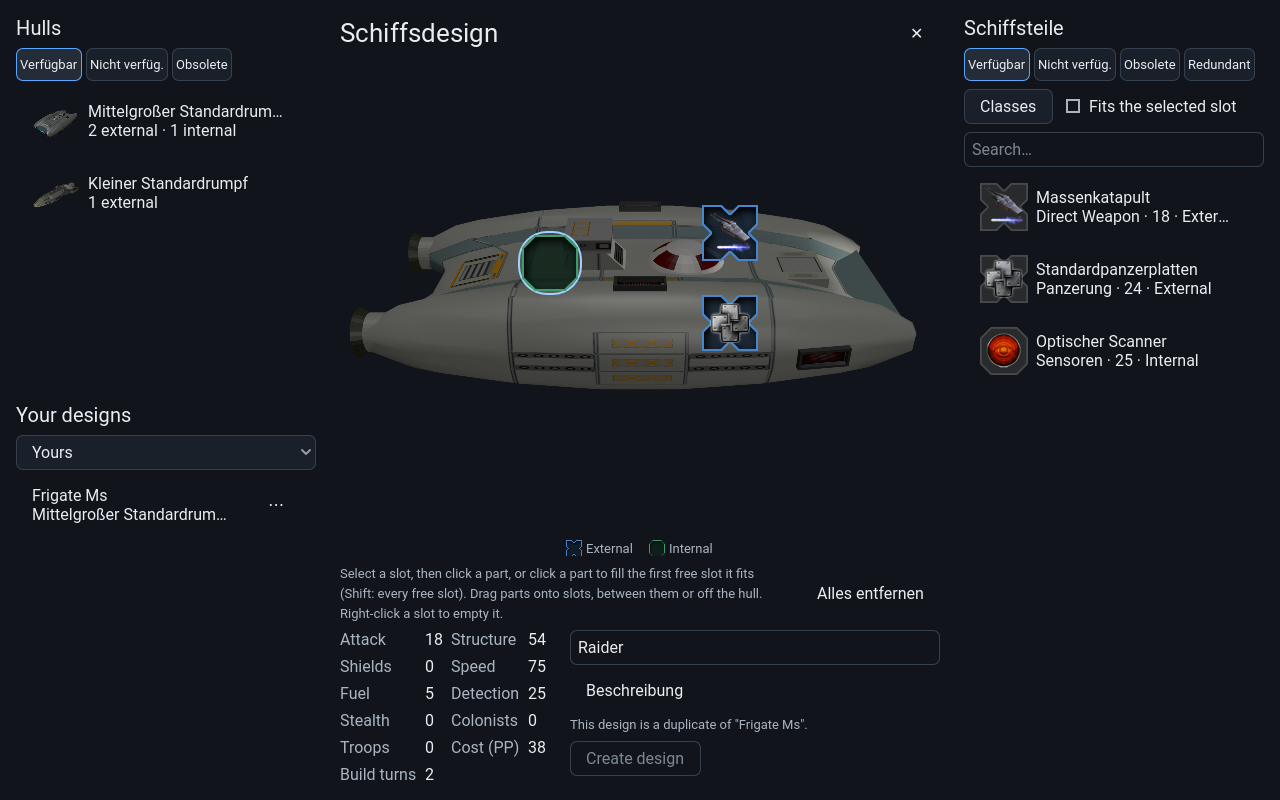 Hulls
Verfügbar
Nicht verfüg.
Obsolete
Mittelgroßer Standardrum…
2 external · 1 internal
Kleiner Standardrumpf
1 external
Your designs
Yours
Frigate Ms
…
Mittelgroßer Standardrum…
Schiffsdesign
×
External
Internal
Select a slot, then click a part, or click a part to fill the first free slot it fits
(Shift: every free slot). Drag parts onto slots, between them or off the hull.
Right-click a slot to empty it.
Alles entfernen
Attack 18 Structure 54
Shields 0 Speed 75
Fuel 5 Detection 25
Stealth 0 Colonists 0
Troops 0 Cost (PP) 38
Build turns 2
Raider
Beschreibung
This design is a duplicate of "Frigate Ms".
Create design
Schiffsteile
Verfügbar
Nicht verfüg.
Obsolete
Redundant
Classes
Fits the selected slot
Search…
Massenkatapult
Direct Weapon · 18 · Exter…
Standardpanzerplatten
Panzerung · 24 · External
Optischer Scanner
Sensoren · 25 · Internal